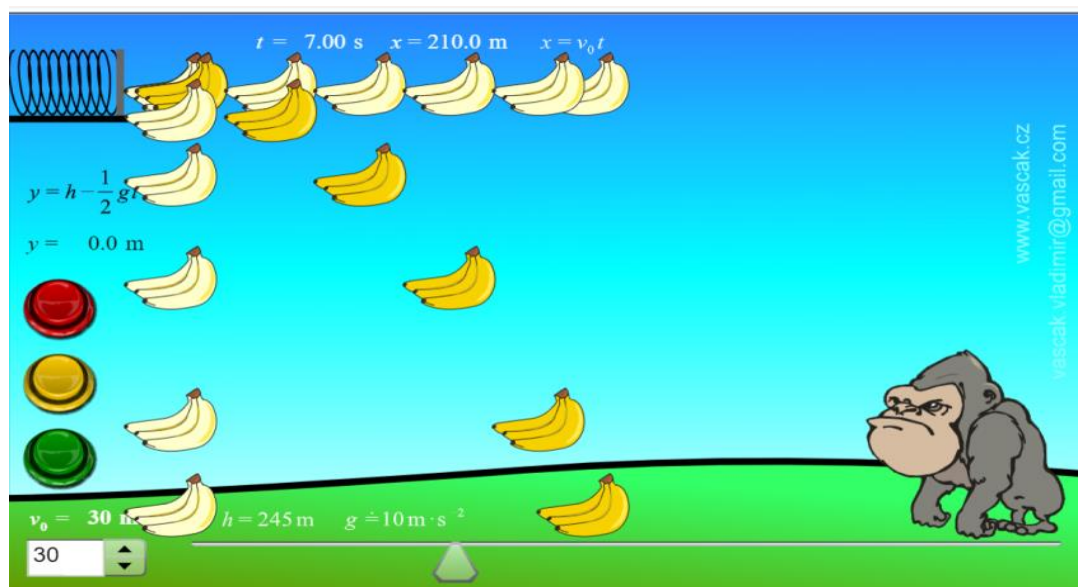 t = 7.00 s x = 210.0 m x = v₀t
y = h − 1/2 gt
y = 0.0 m
www.vascak.cz
vascak.vladimir@gmail.com
v₀ = 30 m
h = 245 m g ≐ 10 m · s⁻²
30